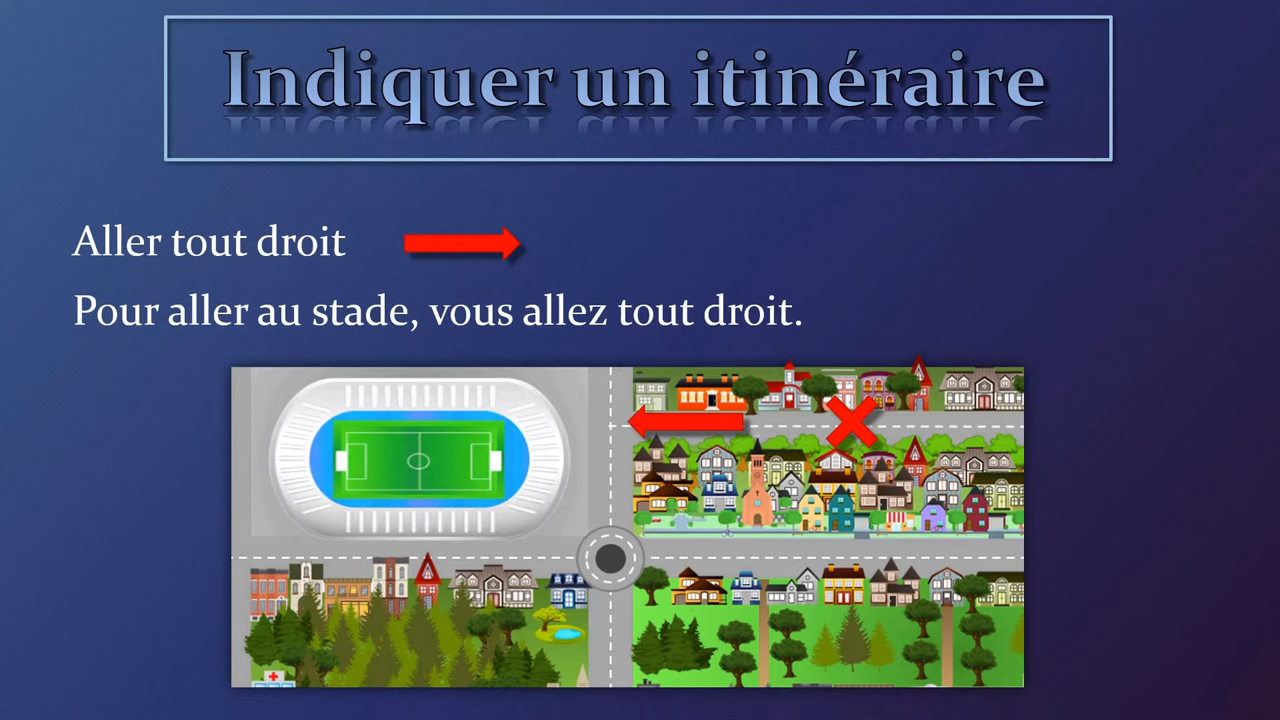 Indiquer un itinéraire
Aller tout droit
Pour aller au stade, vous allez tout droit.